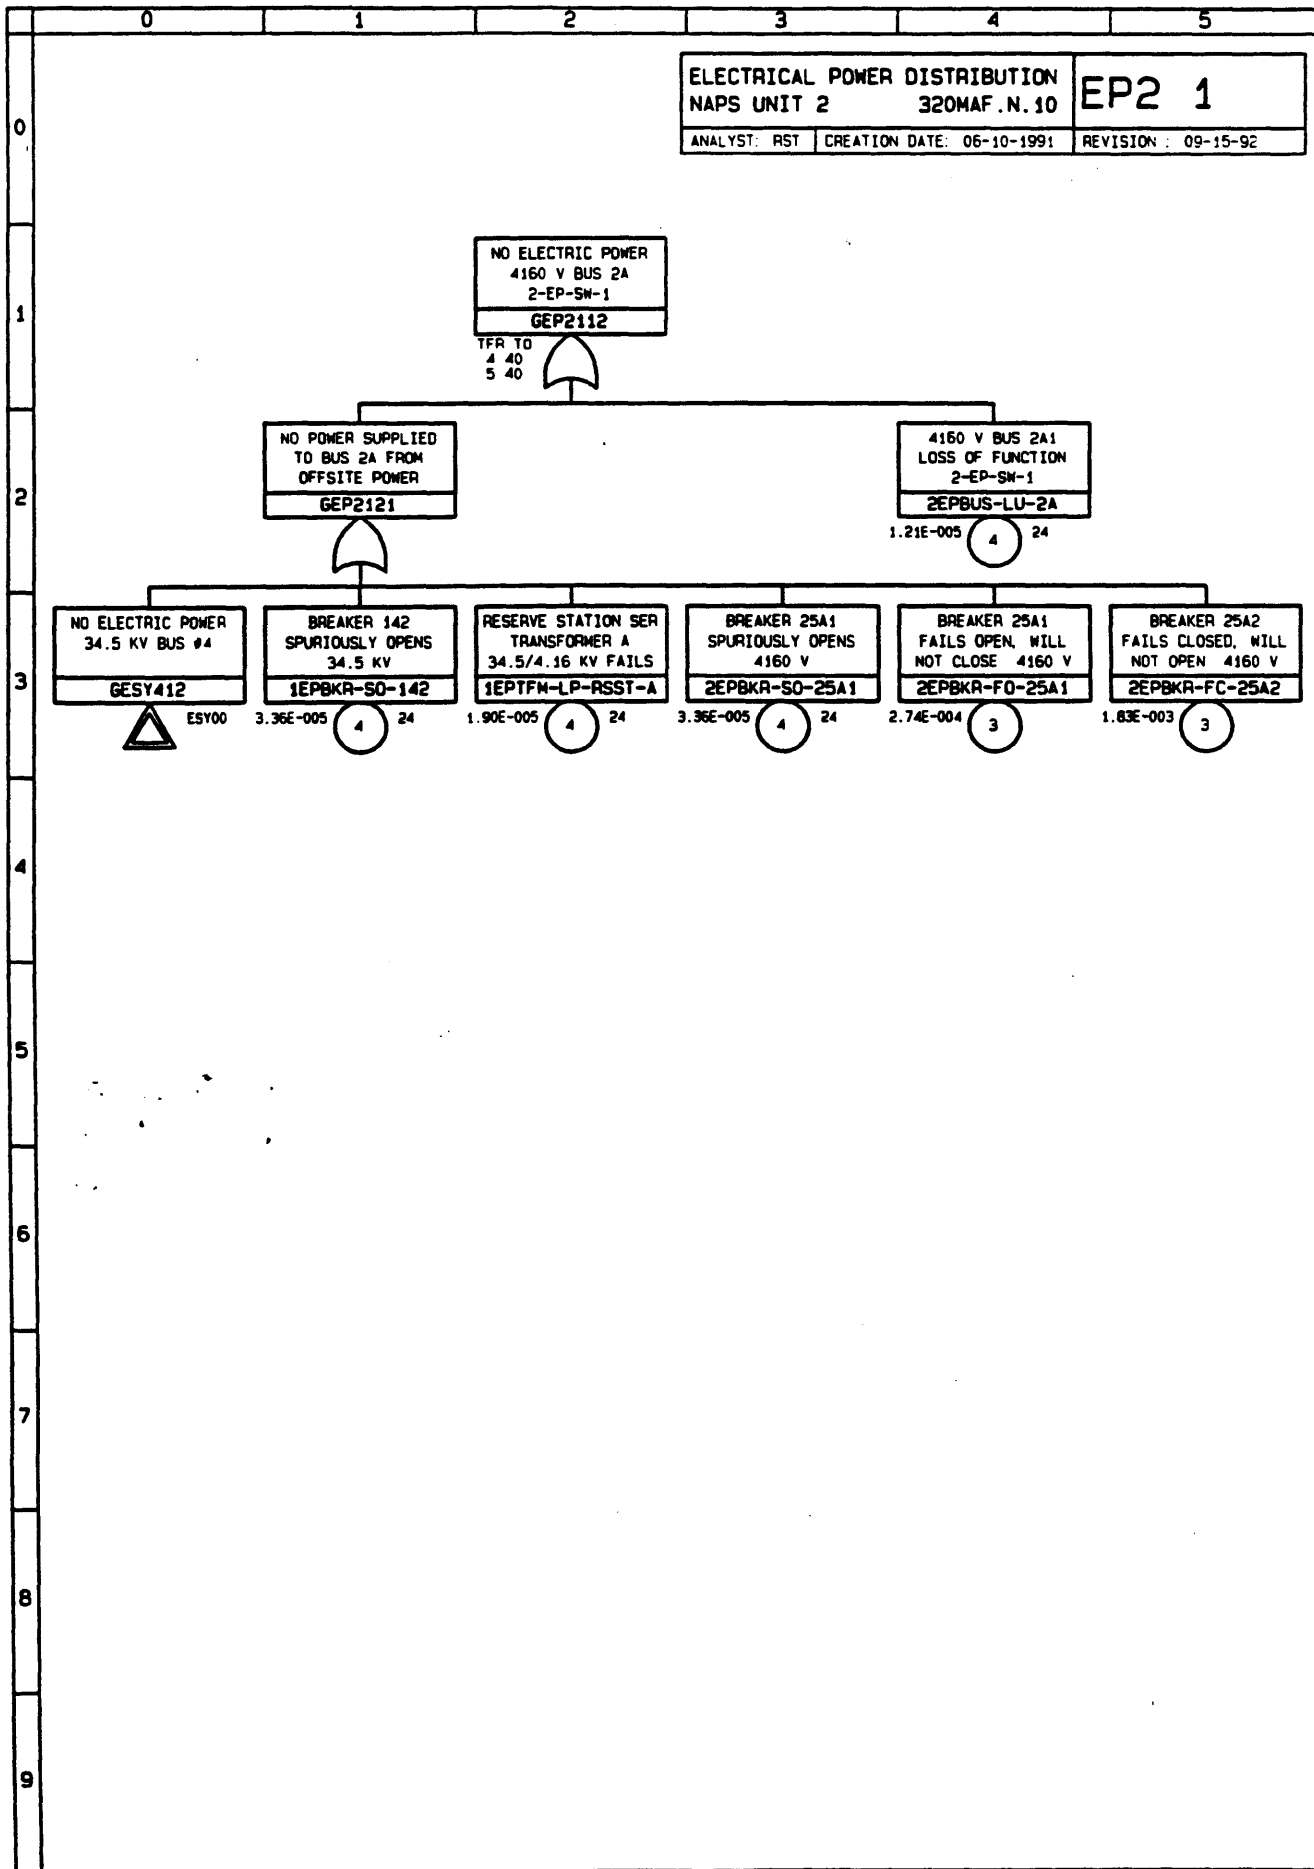 0 1 2 3 4 5
ELECTRICAL POWER DISTRIBUTION
NAPS UNIT 2 320MAF.N.10
EP2 1
ANALYST: RST CREATION DATE: 06-10-1991 REVISION : 09-15-92
0
NO ELECTRIC POWER
4160 V BUS 2A
2-EP-SW-1
GEP2112
TFR TO
4 40
5 40
1
NO POWER SUPPLIED
TO BUS 2A FROM
OFFSITE POWER
GEP2121
4160 V BUS 2A1
LOSS OF FUNCTION
2-EP-SW-1
2EPBUS-LU-2A
1.21E-005 4 24
2
NO ELECTRIC POWER
34.5 KV BUS #4
GESY412
ESY00
BREAKER 142
SPURIOUSLY OPENS
34.5 KV
1EPBKR-SO-142
3.36E-005 4 24
RESERVE STATION SER
TRANSFORMER A
34.5/4.16 KV FAILS
1EPTFM-LP-RSST-A
1.90E-005 4 24
BREAKER 25A1
SPURIOUSLY OPENS
4160 V
2EPBKR-SO-25A1
3.36E-005 4 24
BREAKER 25A1
FAILS OPEN, WILL
NOT CLOSE 4160 V
2EPBKR-FO-25A1
2.74E-004 3
BREAKER 25A2
FAILS CLOSED, WILL
NOT OPEN 4160 V
2EPBKR-FC-25A2
1.83E-003 3
3
4
5
6
7
8
9